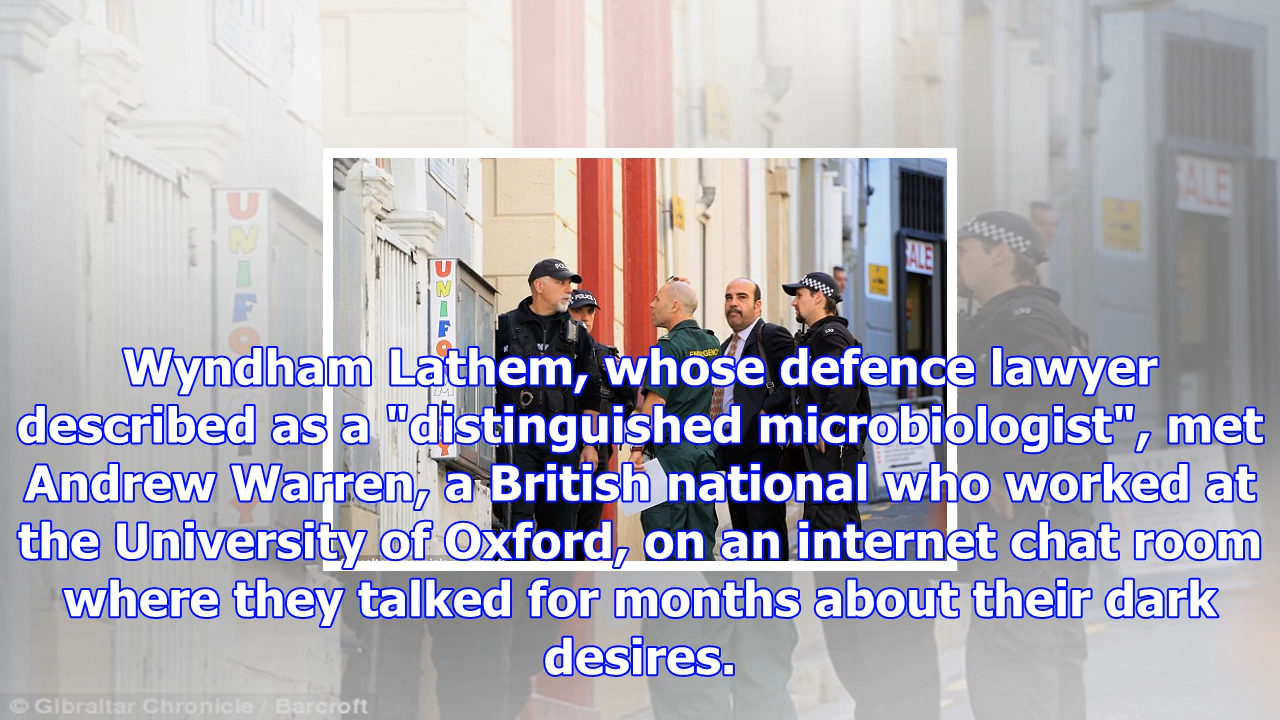 UNIFORM
ALE
POLICE
EMERGENCY
Wyndham Lathem, whose defence lawyer
described as a "distinguished microbiologist", met
Andrew Warren, a British national who worked at
the University of Oxford, on an internet chat room
where they talked for months about their dark
desires.
© Gibraltar Chronicle / Barcroft